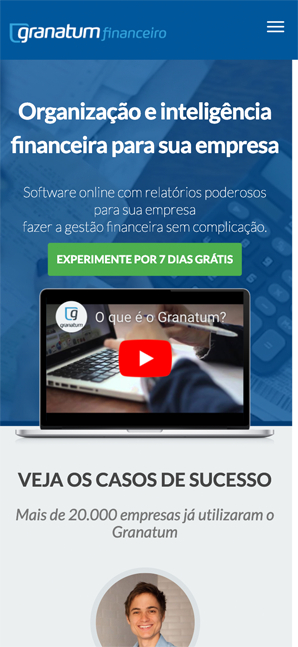 granatum financeiro
Organização e inteligência
financeira para sua empresa
Software online com relatórios poderosos
para sua empresa
fazer a gestão financeira sem complicação.
EXPERIMENTE POR 7 DIAS GRÁTIS
granatum
O que é o Granatum?
VEJA OS CASOS DE SUCESSO
Mais de 20.000 empresas já utilizaram o
Granatum